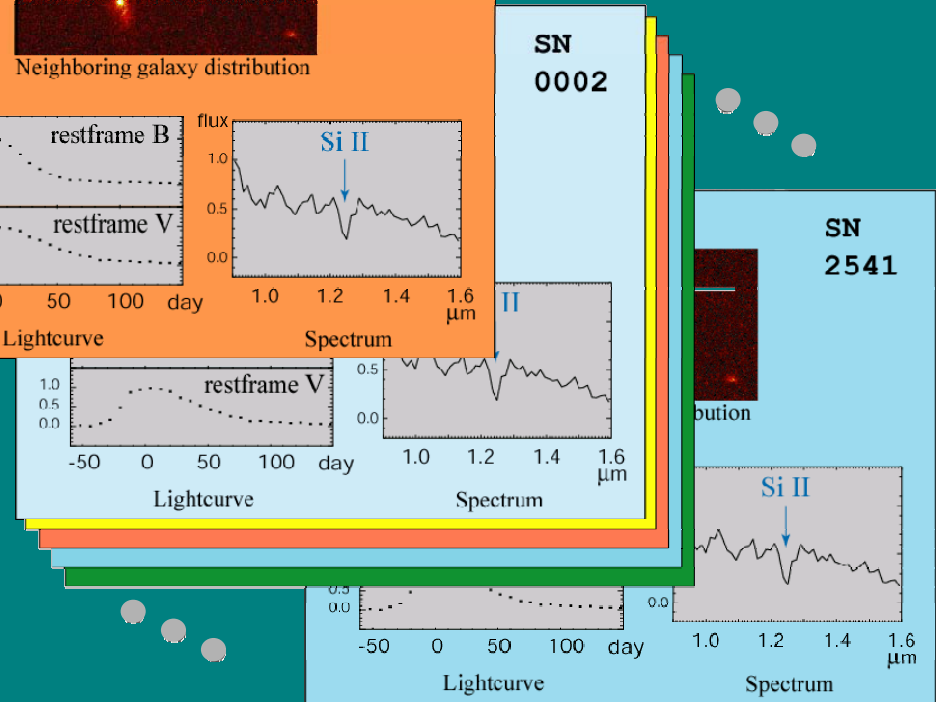 Neighboring galaxy distribution
restframe B
restframe V
50 100 day
Lightcurve
flux
Si II
1.0
0.5
0.0
1.0 1.2 1.4 1.6
μm
Spectrum
SN
0002
restframe V
1.0
0.5
0.0
-50 0 50 100 day
Lightcurve
II
0.5
0.0
1.0 1.2 1.4 1.6
μm
Spectrum
SN
2541
bution
Si II
0.0
1.0 1.2 1.4 1.6
μm
Spectrum
0.5
0.0
-50 0 50 100 day
Lightcurve